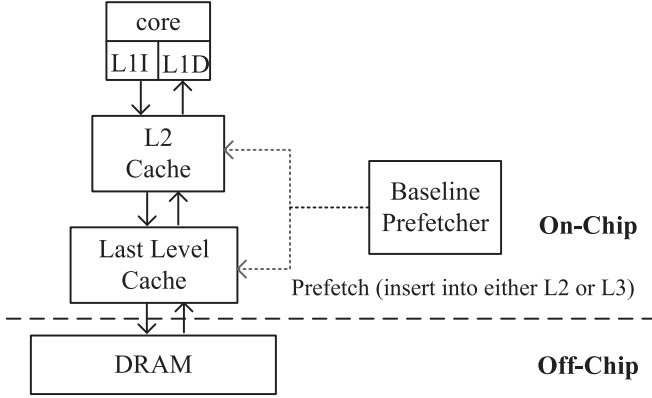 core
L1I L1D
L2
Cache
Baseline
Prefetcher
On-Chip
Last Level
Cache
Prefetch (insert into either L2 or L3)
DRAM
Off-Chip